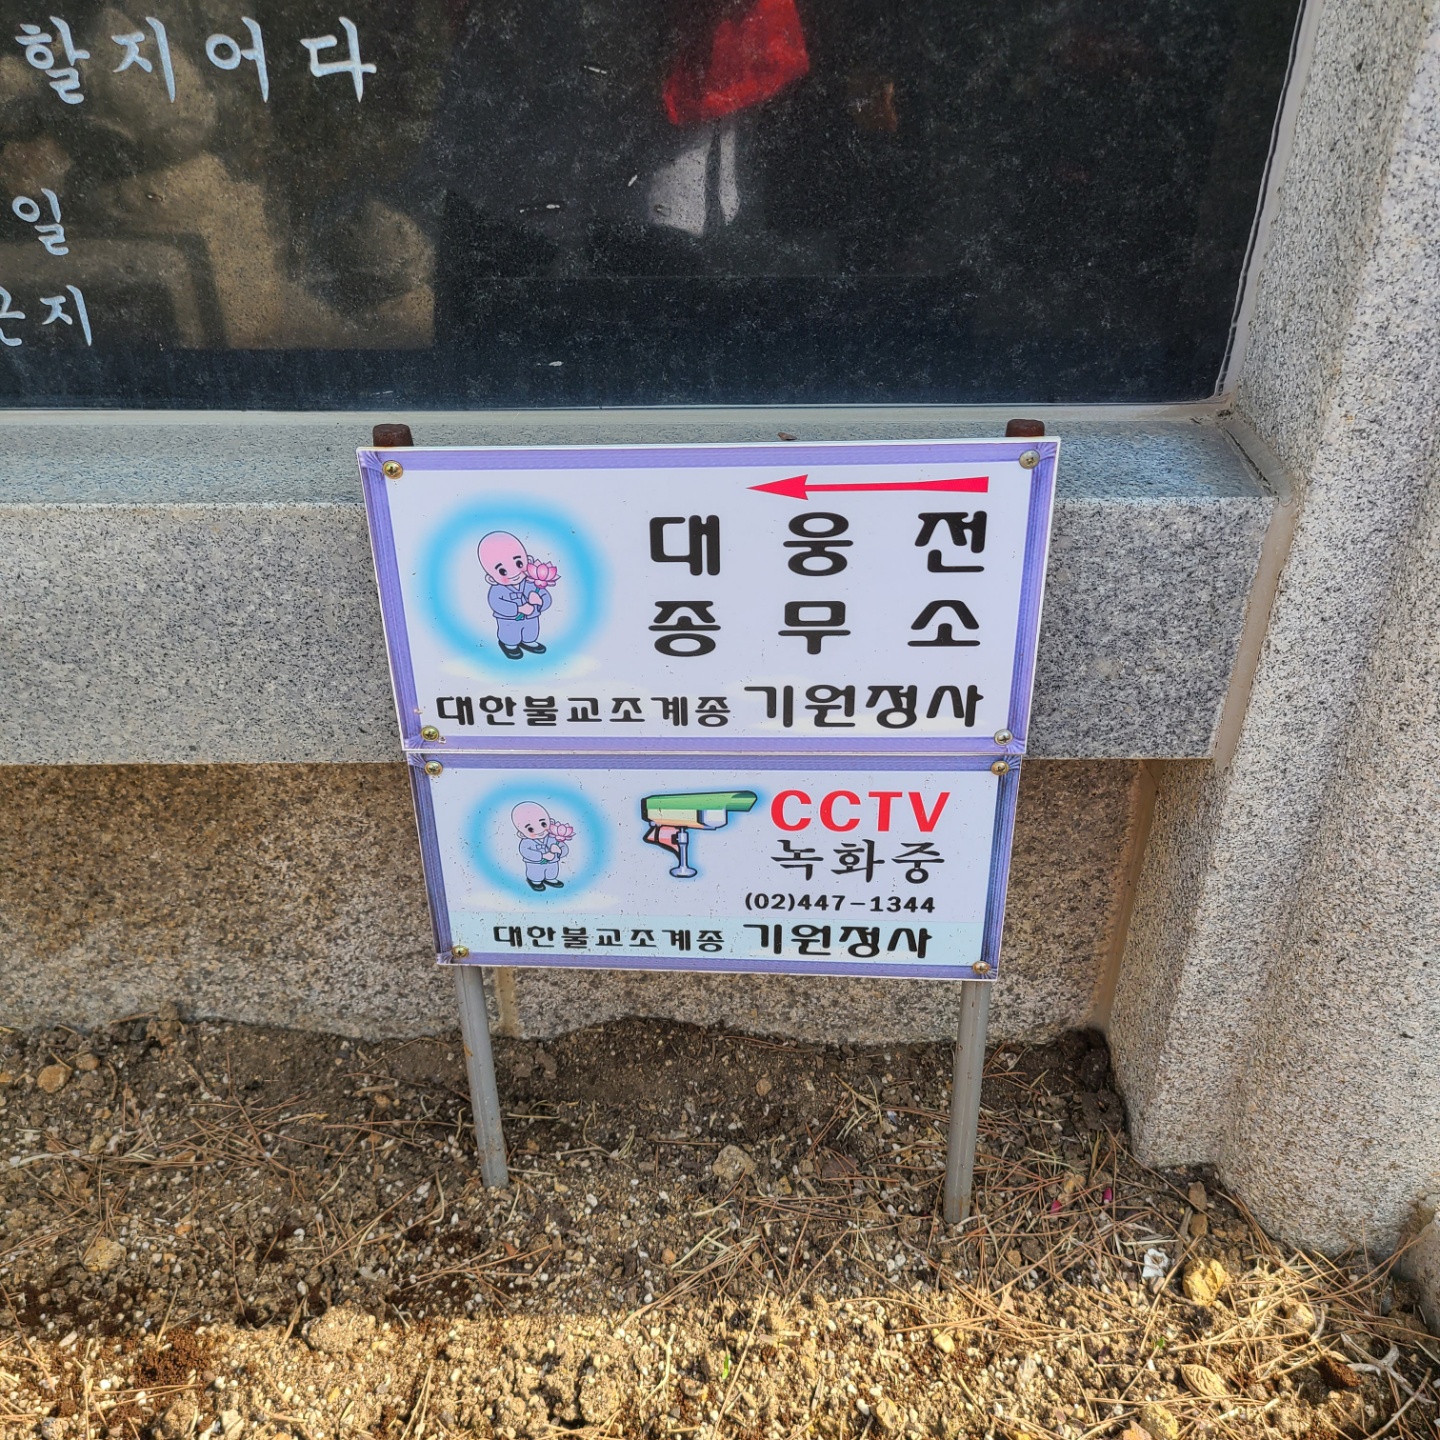 할지어다
일
근지
대웅전
종무소
대한불교조계종 기원정사
CCTV
녹화중
(02)447-1344
대한불교조계종 기원정사